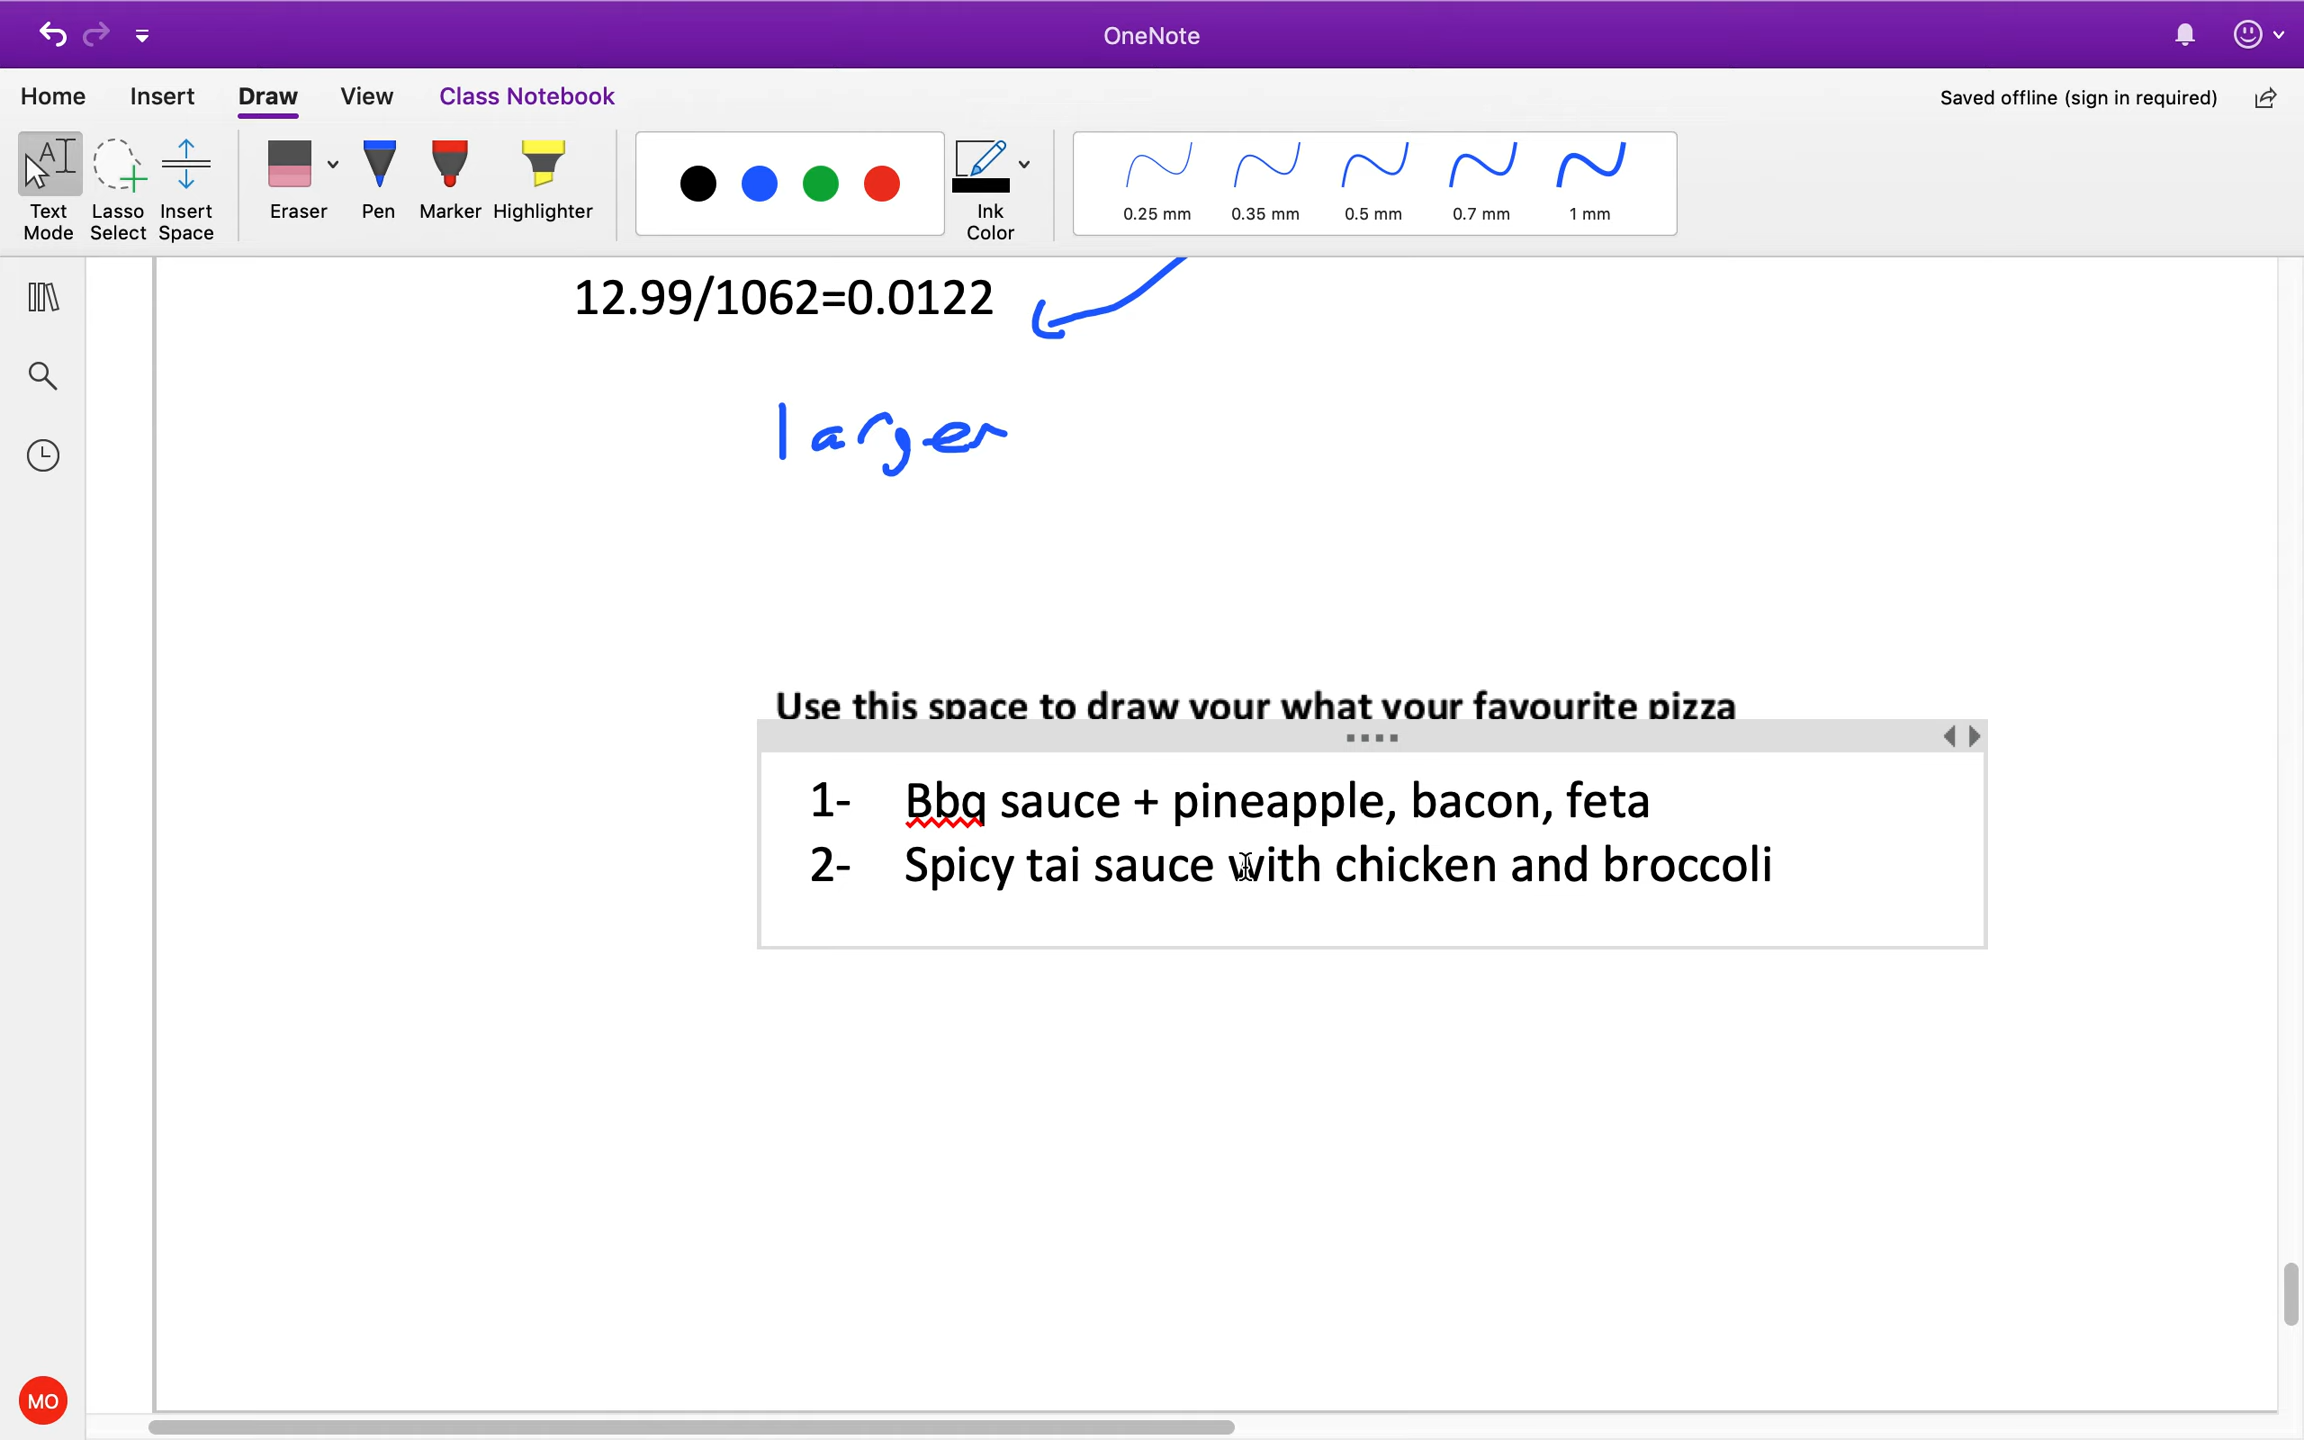 OneNote
Home Insert Draw View Class Notebook
Saved offline (sign in required)
Text Mode
Lasso Select
Insert Space
Eraser
Pen
Marker
Highlighter
Ink Color
0.25 mm
0.35 mm
0.5 mm
0.7 mm
1 mm
12.99/1062=0.0122
larger
Use this space to draw your what your favourite pizza
1- Bbq sauce + pineapple, bacon, feta
2- Spicy tai sauce with chicken and broccoli
MO